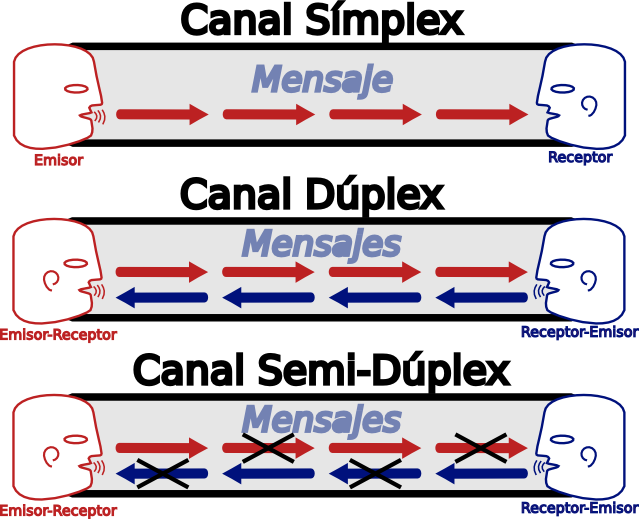 Canal Símplex
Mensaje
Emisor
Receptor
Canal Dúplex
Mensajes
Emisor-Receptor
Receptor-Emisor
Canal Semi-Dúplex
Mensajes
Emisor-Receptor
Receptor-Emisor